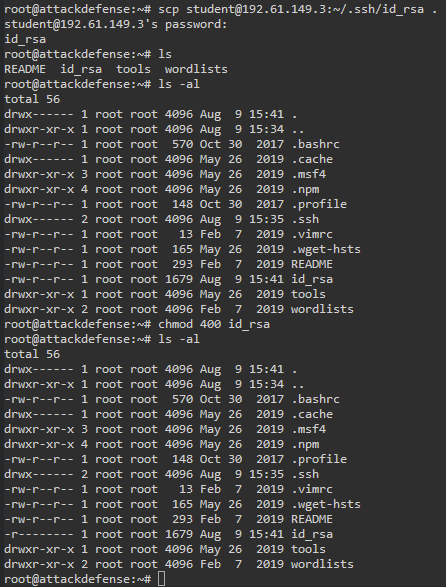 root@attackdefense:~# scp student@192.61.149.3:~/.ssh/id_rsa .
student@192.61.149.3's password:
id_rsa
root@attackdefense:~# ls
README  id_rsa  tools  wordlists
root@attackdefense:~# ls -al
total 56
drwx------ 1 root root 4096 Aug  9 15:41 .
drwxr-xr-x 1 root root 4096 Aug  9 15:34 ..
-rw-r--r-- 1 root root  570 Oct 30  2017 .bashrc
drwx------ 2 root root 4096 May 26  2019 .cache
drwxr-xr-x 3 root root 4096 May 26  2019 .msf4
drwxr-xr-x 4 root root 4096 May 26  2019 .npm
-rw-r--r-- 1 root root  148 Oct 30  2017 .profile
drwx------ 2 root root 4096 Aug  9 15:35 .ssh
-rw-r--r-- 1 root root   13 Feb  7  2019 .vimrc
-rw-r--r-- 1 root root  165 May 26  2019 .wget-hsts
-rw-r--r-- 1 root root  293 Feb  7  2019 README
-rw-r--r-- 1 root root 1679 Aug  9 15:41 id_rsa
drwxr-xr-x 1 root root 4096 May 26  2019 tools
drwxr-xr-x 2 root root 4096 Feb  7  2019 wordlists
root@attackdefense:~# chmod 400 id_rsa
root@attackdefense:~# ls -al
total 56
drwx------ 1 root root 4096 Aug  9 15:41 .
drwxr-xr-x 1 root root 4096 Aug  9 15:34 ..
-rw-r--r-- 1 root root  570 Oct 30  2017 .bashrc
drwx------ 2 root root 4096 May 26  2019 .cache
drwxr-xr-x 3 root root 4096 May 26  2019 .msf4
drwxr-xr-x 4 root root 4096 May 26  2019 .npm
-rw-r--r-- 1 root root  148 Oct 30  2017 .profile
drwx------ 2 root root 4096 Aug  9 15:35 .ssh
-rw-r--r-- 1 root root   13 Feb  7  2019 .vimrc
-rw-r--r-- 1 root root  165 May 26  2019 .wget-hsts
-rw-r--r-- 1 root root  293 Feb  7  2019 README
-r-------- 1 root root 1679 Aug  9 15:41 id_rsa
drwxr-xr-x 1 root root 4096 May 26  2019 tools
drwxr-xr-x 2 root root 4096 Feb  7  2019 wordlists
root@attackdefense:~#